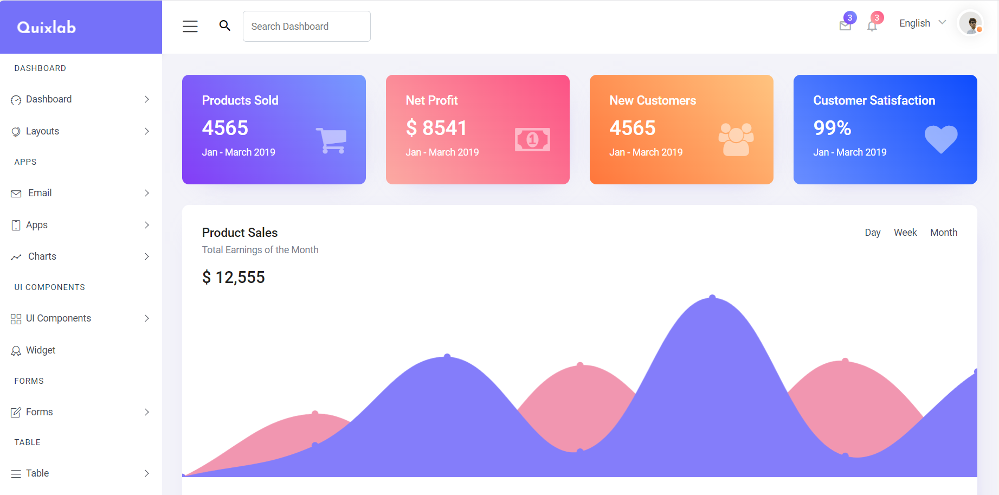 Quixlab
Search Dashboard
3
3
English
DASHBOARD
Dashboard
Layouts
APPS
Email
Apps
Charts
UI COMPONENTS
UI Components
Widget
FORMS
Forms
TABLE
Table
Products Sold
4565
Jan - March 2019
Net Profit
$ 8541
Jan - March 2019
1
New Customers
4565
Jan - March 2019
Customer Satisfaction
99%
Jan - March 2019
Product Sales
Total Earnings of the Month
$ 12,555
Day Week Month